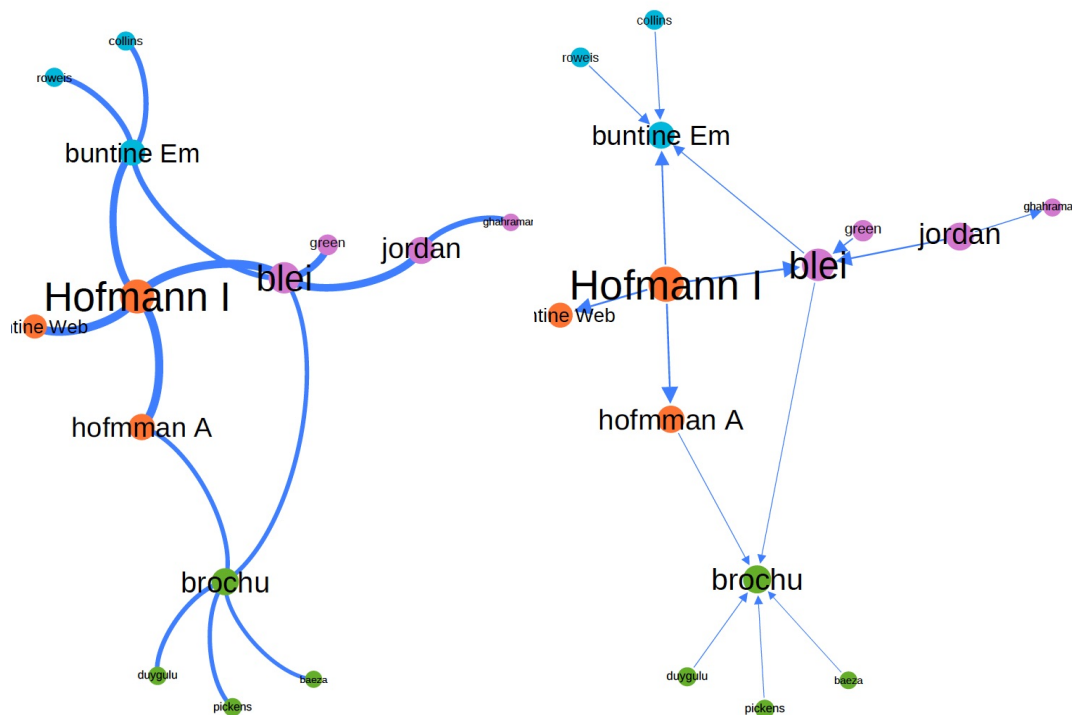 collins
roweis
buntine Em
ghahraman
green
jordan
blei
Hofmann I
ntine Web
hofmman A
brochu
duygulu
baeza
pickens
collins
roweis
buntine Em
ghahrama
green
jordan
blei
Hofmann I
ntine Web
hofmman A
brochu
duygulu
baeza
pickens